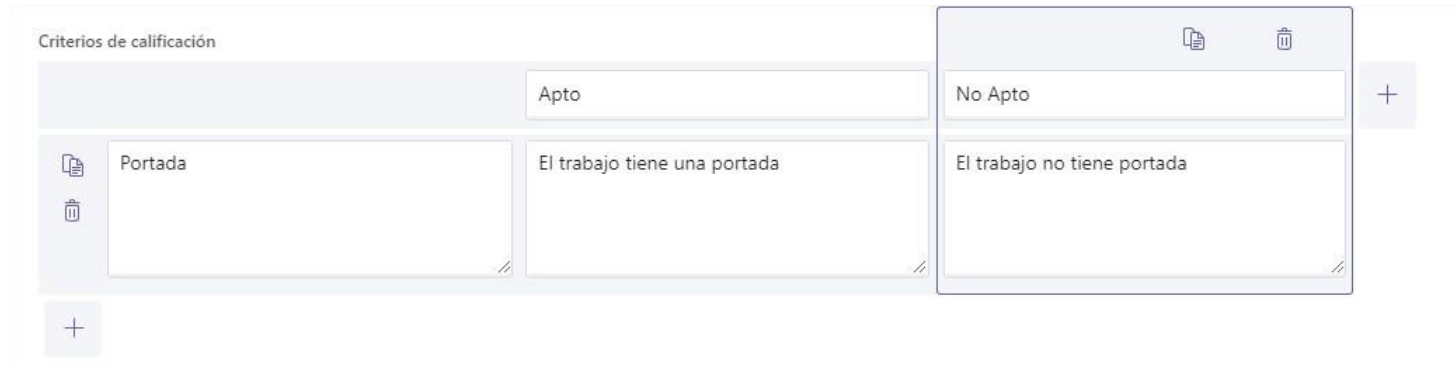 Criterios de calificación
Apto
No Apto
Portada
El trabajo tiene una portada
El trabajo no tiene portada